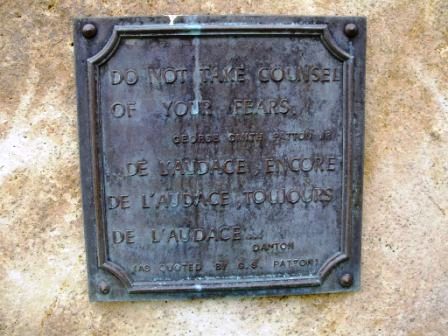 DO NOT TAKE COUNSEL
OF YOUR FEARS.
GEORGE SMITH PATTON JR
...DE L'AUDACE, ENCORE
DE L'AUDACE, TOUJOURS
DE L'AUDACE...
DANTON
(AS QUOTED BY G.S. PATTON)